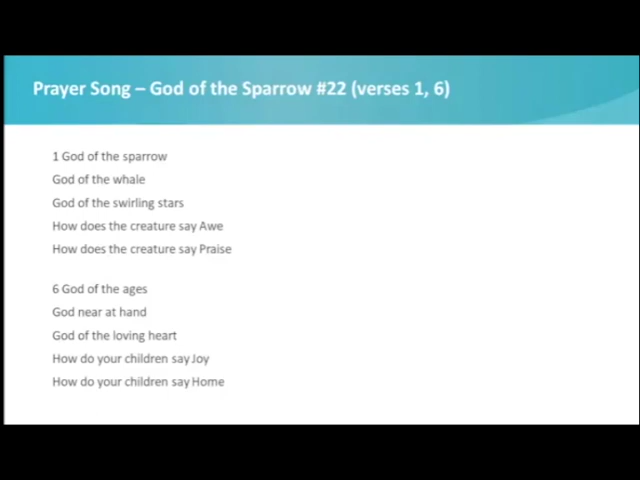 Prayer Song – God of the Sparrow #22 (verses 1, 6)
1 God of the sparrow
God of the whale
God of the swirling stars
How does the creature say Awe
How does the creature say Praise
6 God of the ages
God near at hand
God of the loving heart
How do your children say Joy
How do your children say Home